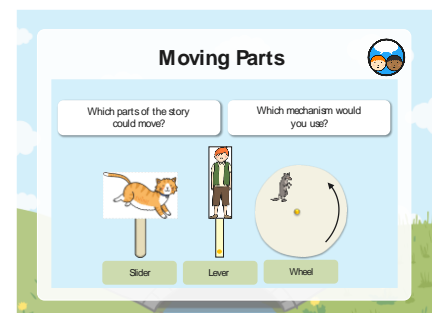 Moving Parts
Which parts of the story
could move?
Which mechanism would
you use?
Slider
Lever
Wheel